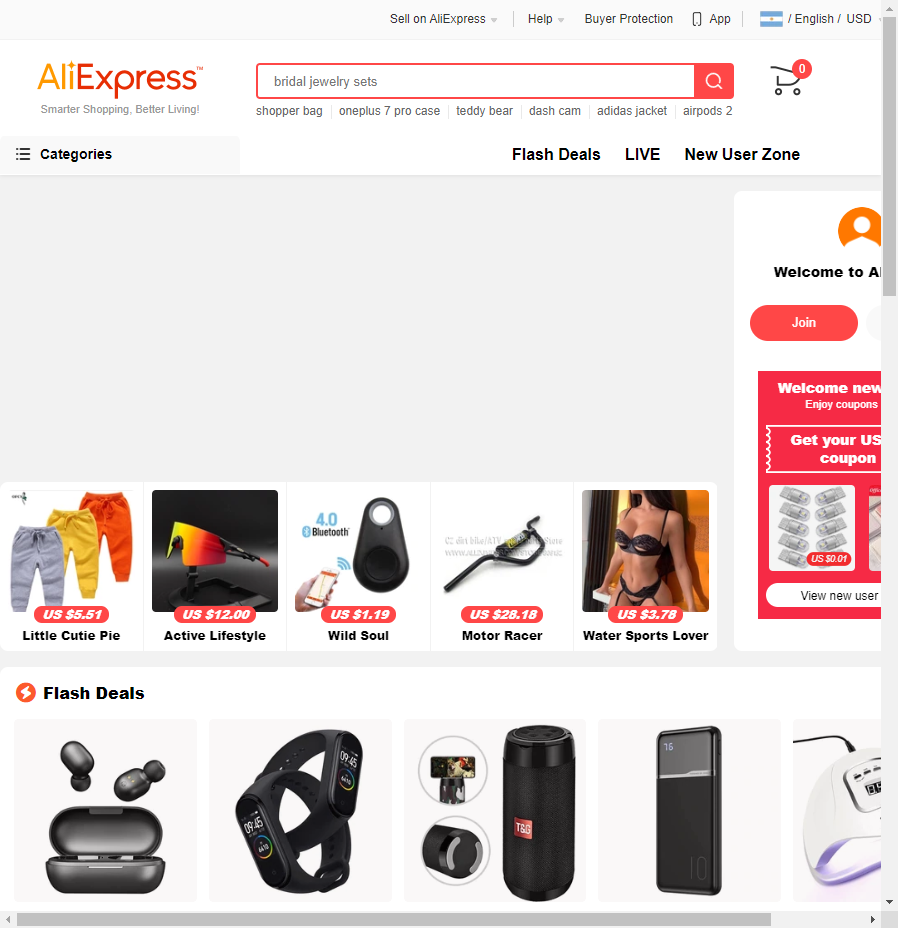 Sell on AliExpress
Help
Buyer Protection
App
/ English / USD
AliExpress™
Smarter Shopping, Better Living!
bridal jewelry sets
0
shopper bag
oneplus 7 pro case
teddy bear
dash cam
adidas jacket
airpods 2
Categories
Flash Deals
LIVE
New User Zone
Welcome to Al
Join
Welcome new
Enjoy coupons
Get your US
coupon
US $0.01
View new user
4.0
Bluetooth
US $5.51
US $12.00
US $1.19
US $28.18
US $3.78
Little Cutie Pie
Active Lifestyle
Wild Soul
Motor Racer
Water Sports Lover
Flash Deals
09:45
09:45
T&G
10